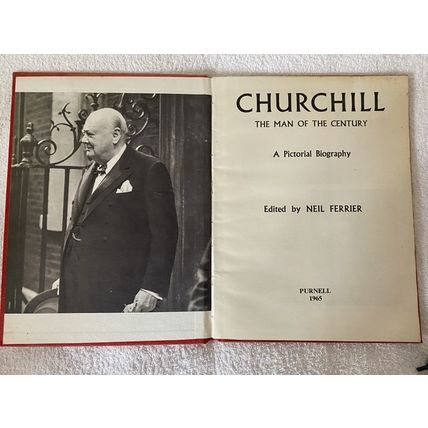 CHURCHILL
THE MAN OF THE CENTURY
A Pictorial Biography
Edited by NEIL FERRIER
PURNELL
1965